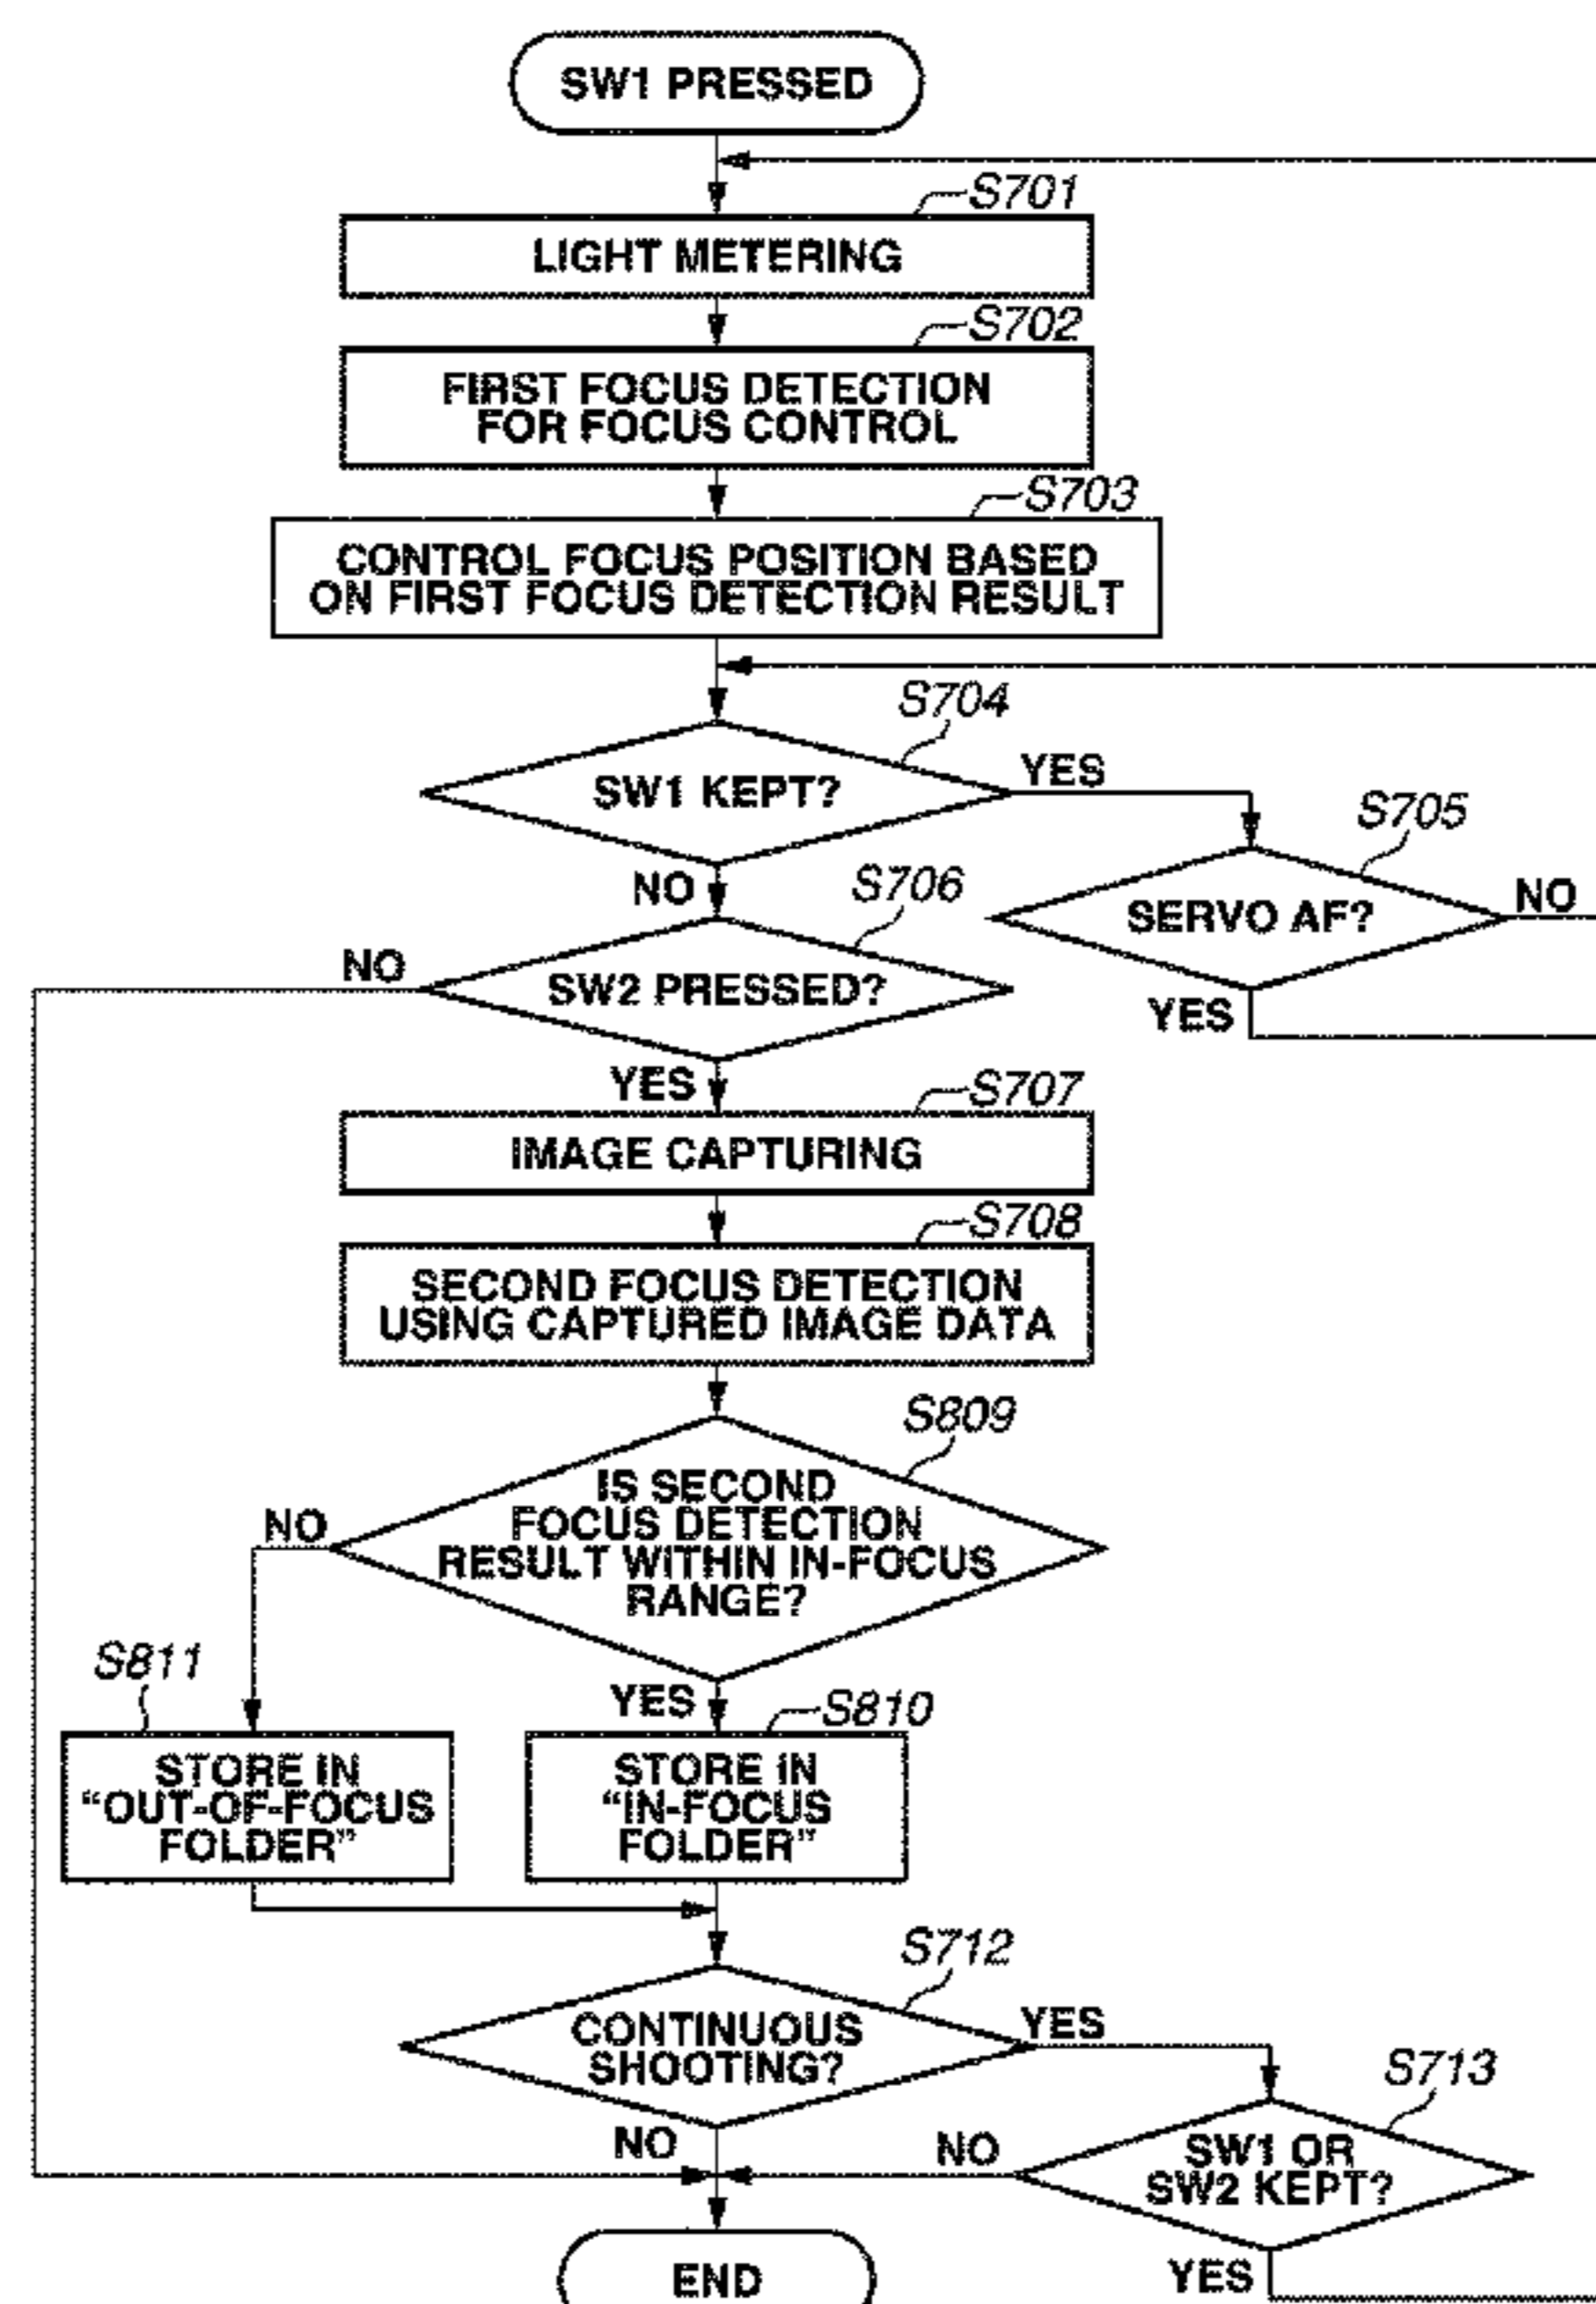 SW1 PRESSED
S701
LIGHT METERING
S702
FIRST FOCUS DETECTION
FOR FOCUS CONTROL
S703
CONTROL FOCUS POSITION BASED
ON FIRST FOCUS DETECTION RESULT
S704
SW1 KEPT?
YES
S705
SERVO AF?
NO
YES
NO
S706
SW2 PRESSED?
NO
YES
S707
IMAGE CAPTURING
S708
SECOND FOCUS DETECTION
USING CAPTURED IMAGE DATA
S809
IS SECOND
FOCUS DETECTION
RESULT WITHIN IN-FOCUS
RANGE?
NO
YES
S811
STORE IN
“OUT-OF-FOCUS
FOLDER”
S810
STORE IN
“IN-FOCUS
FOLDER”
S712
CONTINUOUS
SHOOTING?
YES
NO
S713
SW1 OR
SW2 KEPT?
NO
YES
END